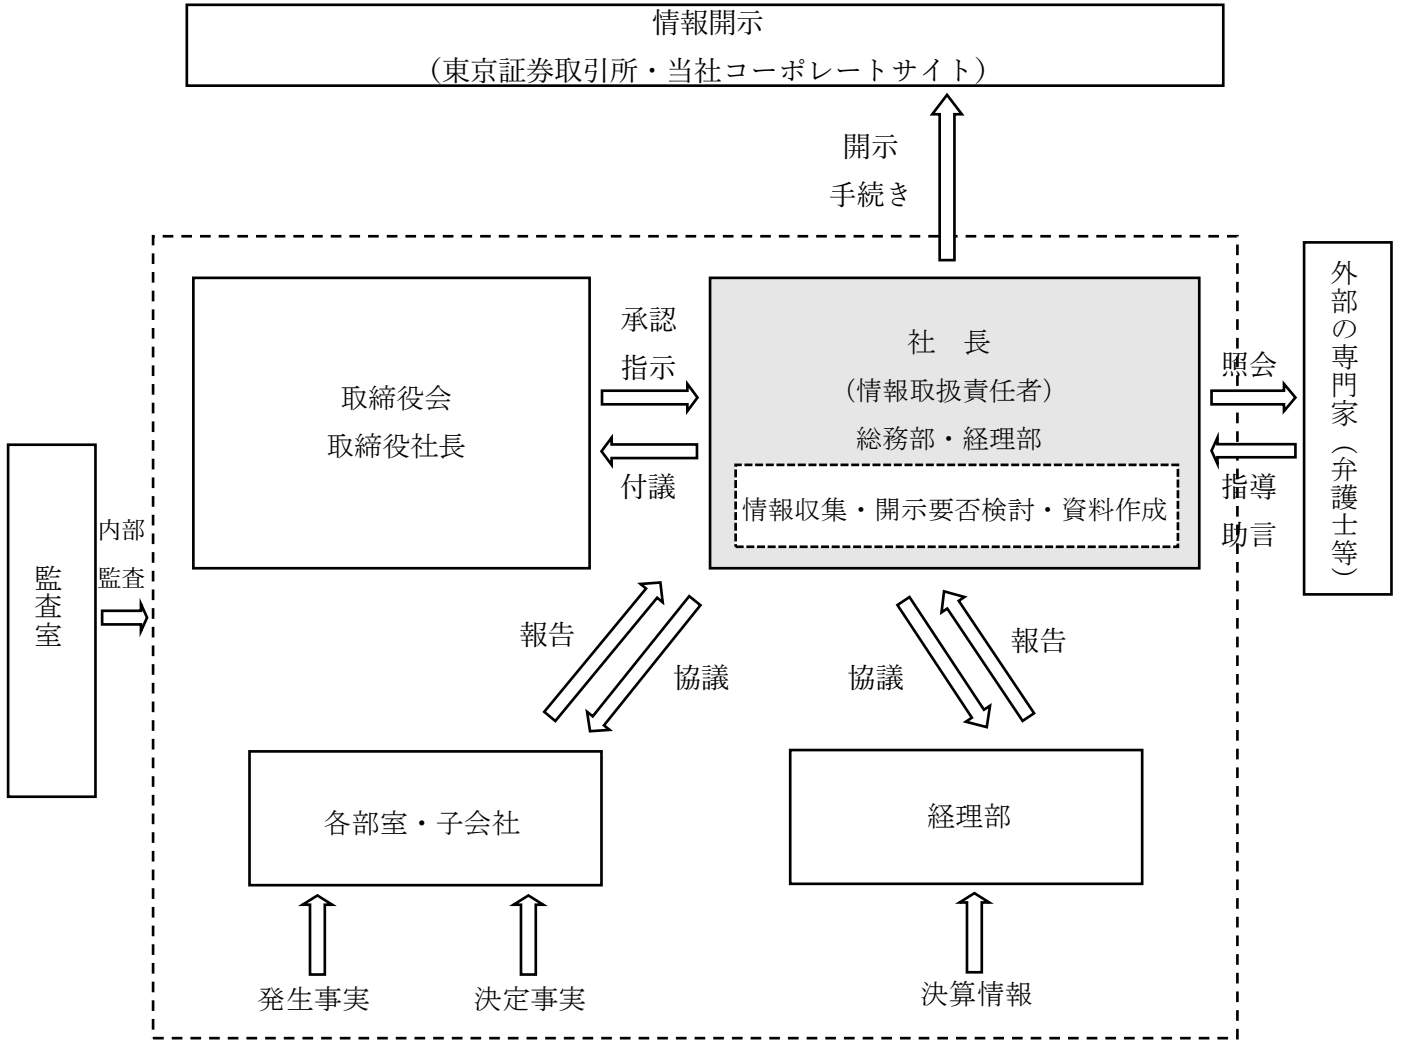 情報開示
（東京証券取引所・当社コーポレートサイト）
開示
手続き
取締役会
取締役社長
承認
指示
付議
社　長
（情報取扱責任者）
総務部・経理部
情報収集・開示要否検討・資料作成
照会
指導
助言
外部の専門家（弁護士等）
監査室
内部
監査
報告
協議
協議
報告
各部室・子会社
経理部
発生事実
決定事実
決算情報